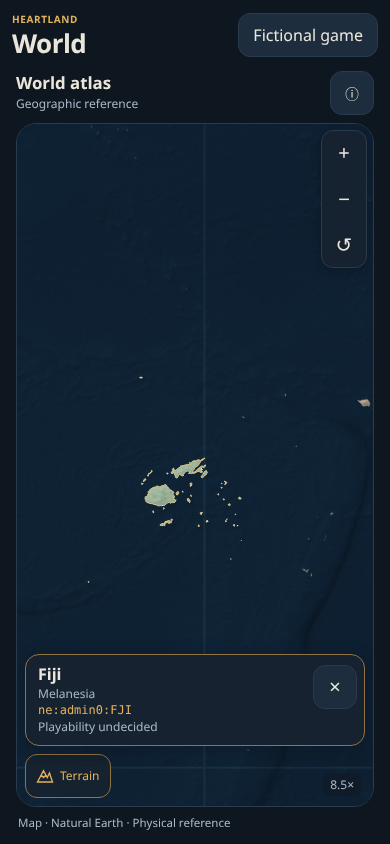 HEARTLAND
World
Fictional game
World atlas
Geographic reference
ⓘ
+
−
↺
Fiji
Melanesia
ne:admin0:FJI
Playability undecided
×
Terrain
8.5×
Map · Natural Earth · Physical reference